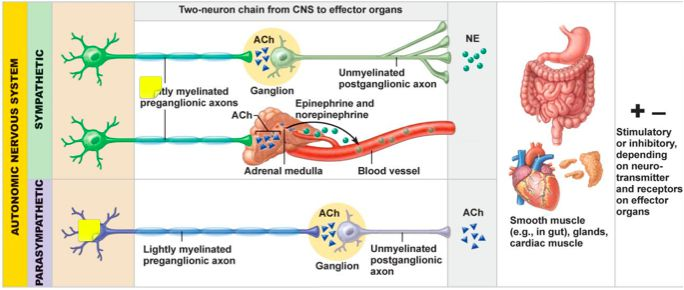 Two-neuron chain from CNS to effector organs
AUTONOMIC NERVOUS SYSTEM
SYMPATHETIC
ACh
NE
Unmyelinated
postganglionic axon
Ganglion
preganglionic axons
Epinephrine and
norepinephrine
ACh
Adrenal medulla
Blood vessel
PARASYMPATHETIC
ACh
ACh
Lightly myelinated
preganglionic axon
Unmyelinated
postganglionic
axon
Ganglion
Smooth muscle
(e.g., in gut), glands,
cardiac muscle
+ –
Stimulatory
or inhibitory,
depending
on neuro-
transmitter
and receptors
on effector
organs